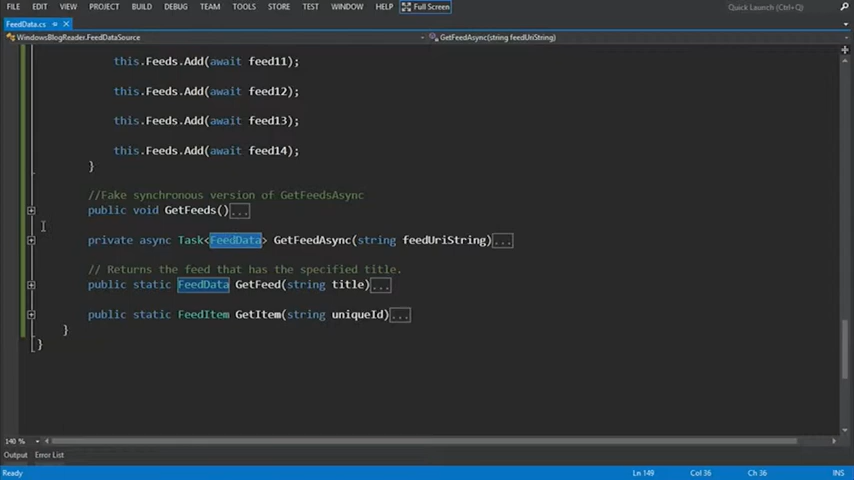 FILE EDIT VIEW PROJECT BUILD DEBUG TEAM TOOLS STORE TEST WINDOW HELP Full Screen Quick Launch (Ctrl+Q)
FeedData.cs
WindowsBlogReader.FeedDataSource GetFeedAsync(string feedUriString)
this.Feeds.Add(await feed11);
this.Feeds.Add(await feed12);
this.Feeds.Add(await feed13);
this.Feeds.Add(await feed14);
}
//Fake synchronous version of GetFeedsAsync
public void GetFeeds()...
private async Task<FeedData> GetFeedAsync(string feedUriString)...
// Returns the feed that has the specified title.
public static FeedData GetFeed(string title)...
public static FeedItem GetItem(string uniqueId)...
}
}
140 %
Output Error List
Ready Ln 149 Col 36 Ch 36 INS